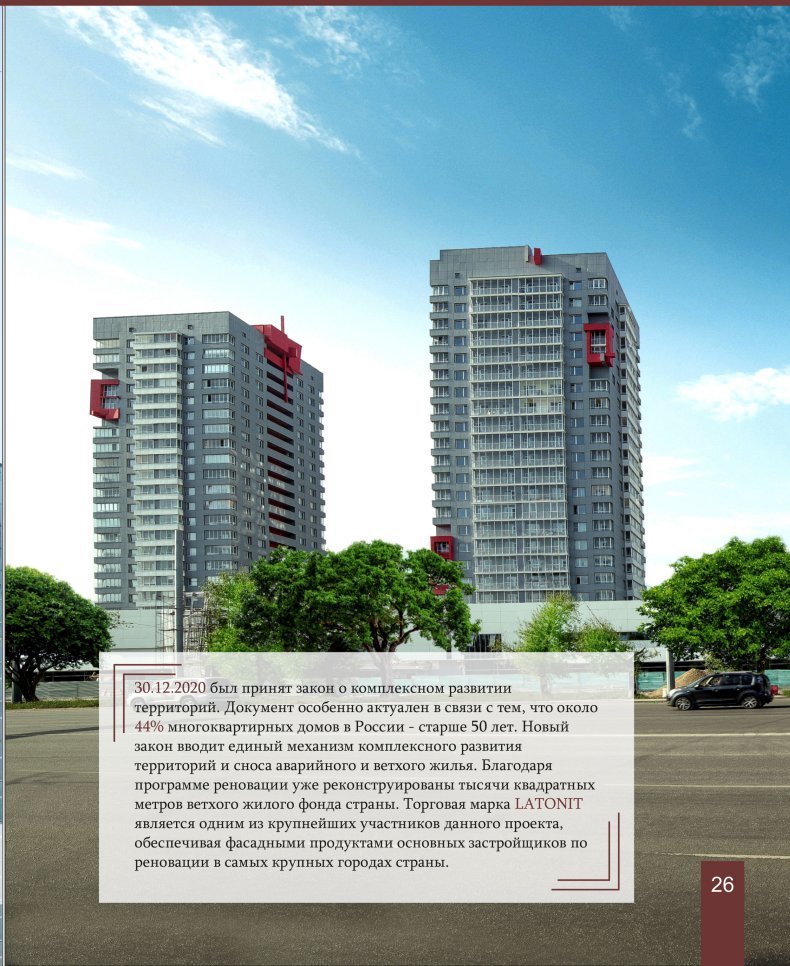 30.12.2020 был принят закон о комплексном развитии
территорий. Документ особенно актуален в связи с тем, что около
44% многоквартирных домов в России - старше 50 лет. Новый
закон вводит единый механизм комплексного развития
территорий и сноса аварийного и ветхого жилья. Благодаря
программе реновации уже реконструированы тысячи квадратных
метров ветхого жилого фонда страны. Торговая марка LATONIT
является одним из крупнейших участников данного проекта,
обеспечивая фасадными продуктами основных застройщиков по
реновации в самых крупных городах страны.
26